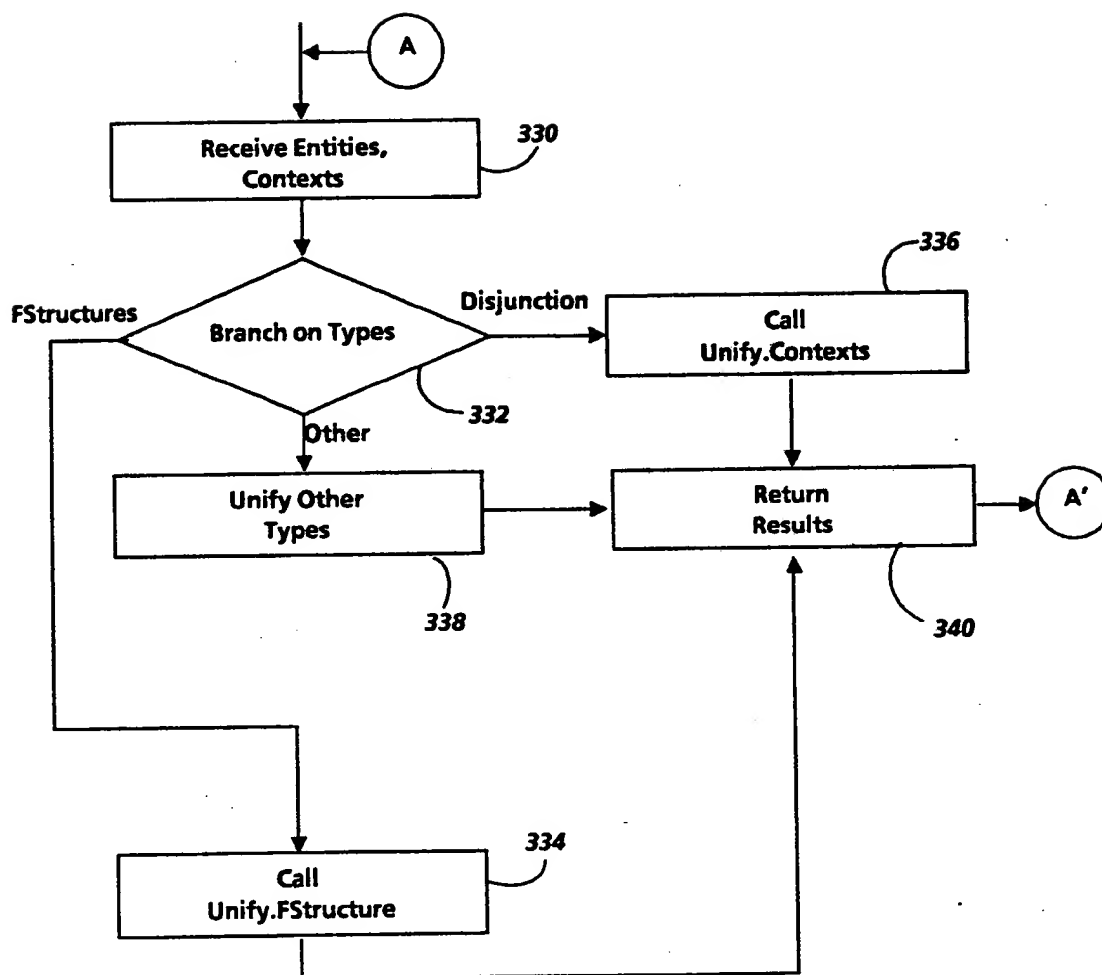 A
Receive Entities,
Contexts
330
FStructures
Branch on Types
Disjunction
332
Other
336
Call
Unify.Contexts
Unify Other
Types
338
Return
Results
340
A'
Call
Unify.FStructure
334